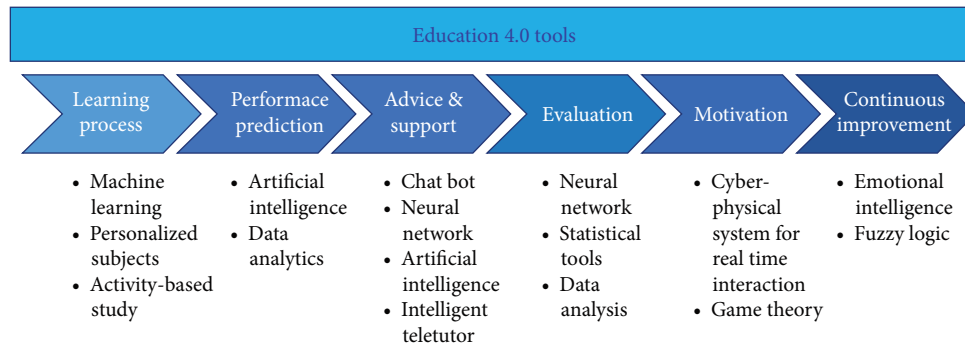 Education 4.0 tools
Learning
process
Performace
prediction
Advice &
support
Evaluation
Motivation
Continuous
improvement
• Machine
learning
• Personalized
subjects
• Activity-based
study
• Artificial
intelligence
• Data
analytics
• Chat bot
• Neural
network
• Artificial
intelligence
• Intelligent
teletutor
• Neural
network
• Statistical
tools
• Data
analysis
• Cyber-
physical
system for
real time
interaction
• Game theory
• Emotional
intelligence
• Fuzzy logic